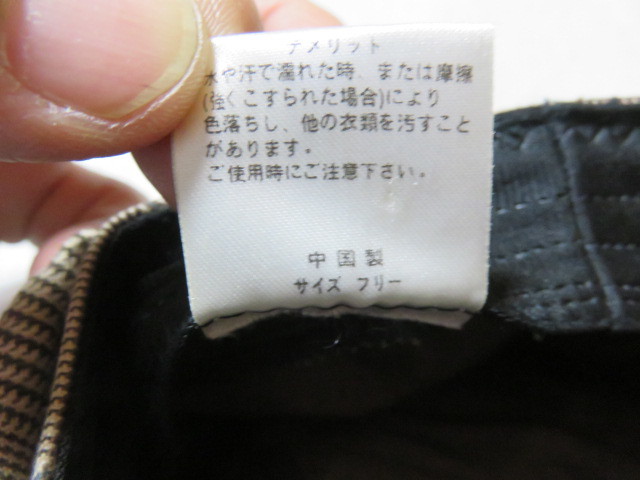 デメリット
水や汗で濡れた時、または摩擦
(強くこすられた場合)により
色落ちし、他の衣類を汚すこと
があります。
ご使用時にご注意下さい。
中国製
サイズ フリー